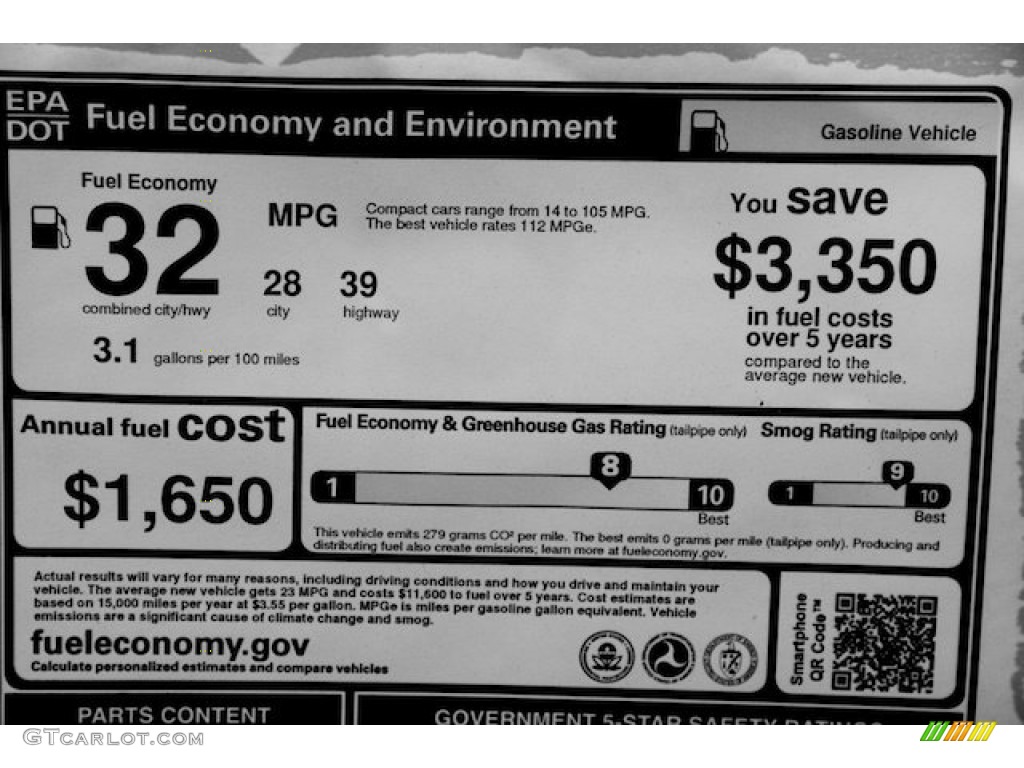 EPA
DOT
Fuel Economy and Environment
Gasoline Vehicle
Fuel Economy
32
MPG
Compact cars range from 14 to 105 MPG.
The best vehicle rates 112 MPGe.
combined city/hwy
28
city
39
highway
3.1 gallons per 100 miles
You save
$3,350
in fuel costs
over 5 years
compared to the
average new vehicle.
Annual fuel cost
$1,650
Fuel Economy & Greenhouse Gas Rating (tailpipe only)
1
8
10
Best
Smog Rating (tailpipe only)
1
9
10
Best
This vehicle emits 279 grams CO² per mile. The best emits 0 grams per mile (tailpipe only). Producing and
distributing fuel also create emissions; learn more at fueleconomy.gov.
Actual results will vary for many reasons, including driving conditions and how you drive and maintain your
vehicle. The average new vehicle gets 23 MPG and costs $11,600 to fuel over 5 years. Cost estimates are
based on 15,000 miles per year at $3.55 per gallon. MPGe is miles per gasoline gallon equivalent. Vehicle
emissions are a significant cause of climate change and smog.
fueleconomy.gov
Calculate personalized estimates and compare vehicles
Smartphone
QR Code™
PARTS CONTENT
GOVERNMENT 5-STAR SAFETY RATINGS
GTcarlot.com